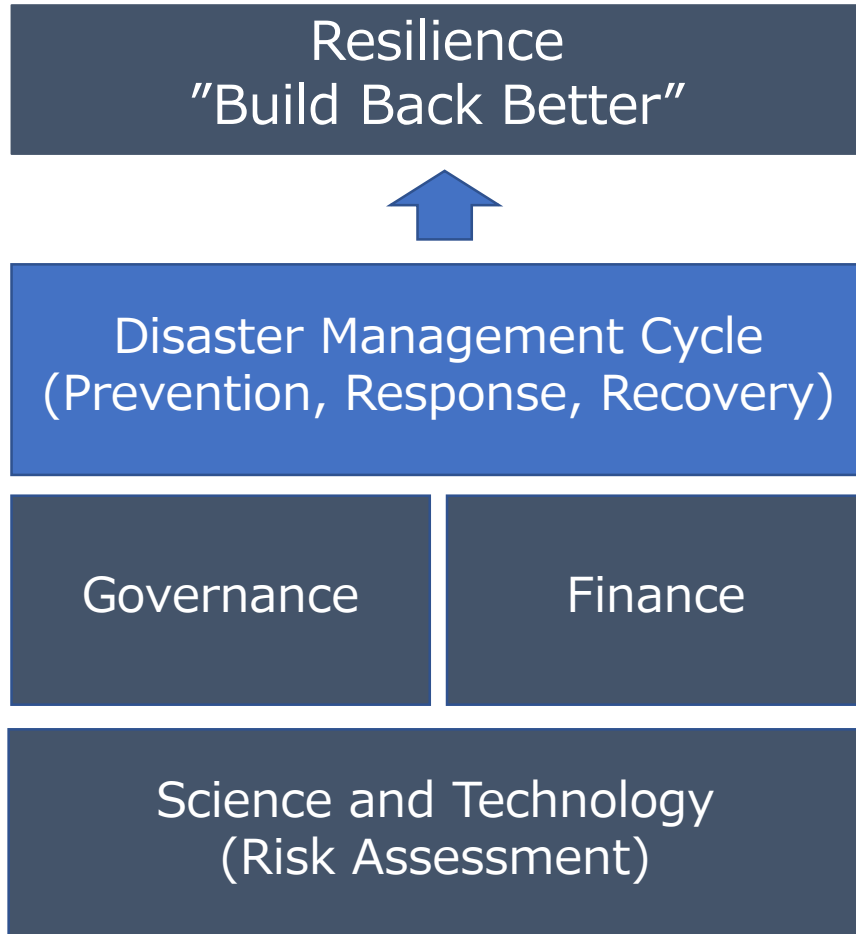 Resilience
”Build Back Better”
Disaster Management Cycle
(Prevention, Response, Recovery)
Governance
Finance
Science and Technology
(Risk Assessment)